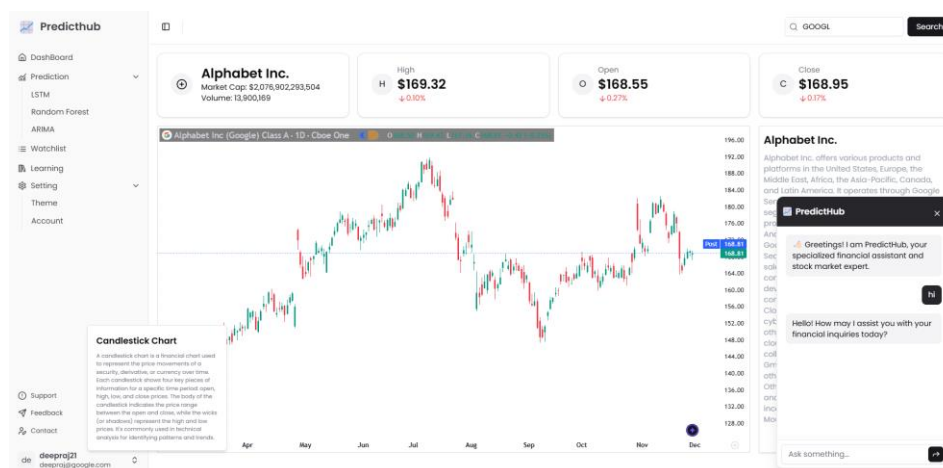 Predicthub
GOOGL
Search
DashBoard
Prediction
LSTM
Random Forest
ARIMA
Watchlist
Learning
Setting
Theme
Account
Support
Feedback
Contact
de
deeproj21
deeproj@google.com
Alphabet Inc.
Market Cap: $2,076,902,293,504
Volume: 13,900,169
H
High
$169.32
↓0.10%
O
Open
$168.55
↓0.27%
C
Close
$168.95
↓0.17%
Alphabet Inc (Google) Class A · 1D · Cboe One
196.00
192.00
188.00
184.00
180.00
176.00
Post 168.81
168.81
164.00
160.00
156.00
152.00
148.00
144.00
140.00
136.00
132.00
128.00
Apr
May
Jun
Jul
Aug
Sep
Oct
Nov
Dec
Candlestick Chart
A candlestick chart is a financial chart used
to represent the price movements of a
security, derivative, or currency over time.
Each candlestick shows four key pieces of
information for a specific time period: open,
high, low, and close prices. The body of the
candlestick indicates the price range
between the open and close, while the wicks
(or shadows) represent the high and low
prices. It's commonly used in technical
analysis for identifying patterns and trends.
Alphabet Inc.
Alphabet Inc. offers various products and
platforms in the United States, Europe, the
Middle East, Africa, the Asia-Pacific, Canada,
and Latin America. It operates through Google
PredictHub
Greetings! I am PredictHub, your
specialized financial assistant and
stock market expert.
hi
Hello! How may I assist you with your
financial inquiries today?
Ask something...